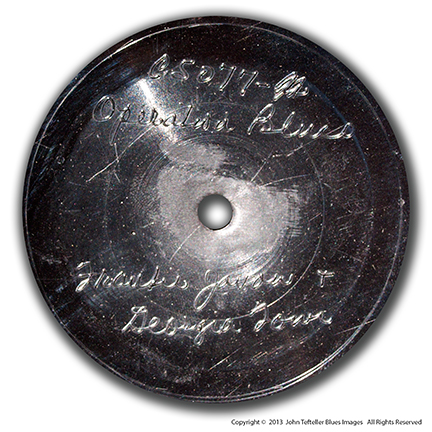 Operator Blues
Frankie Jaxon +
Georgia Tom
Copyright © 2013 John Tefteller Blues Images All Rights Reserved